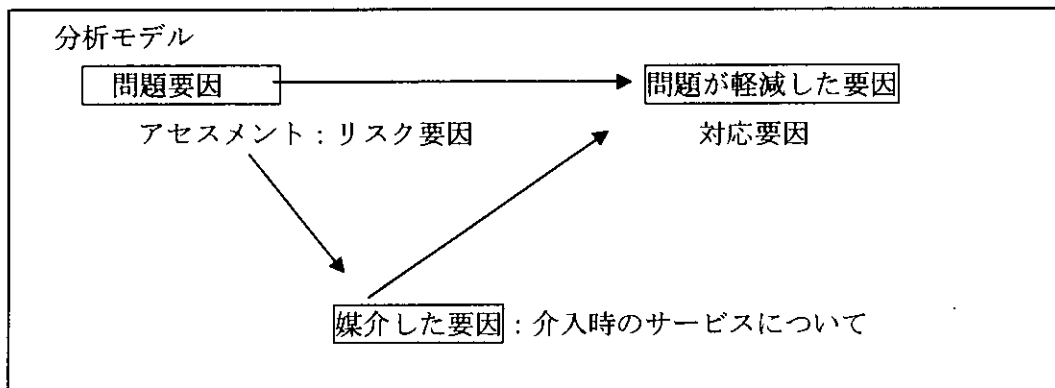 分析モデル
問題要因
問題が軽減した要因
アセスメント：リスク要因
対応要因
媒介した要因：介入時のサービスについて